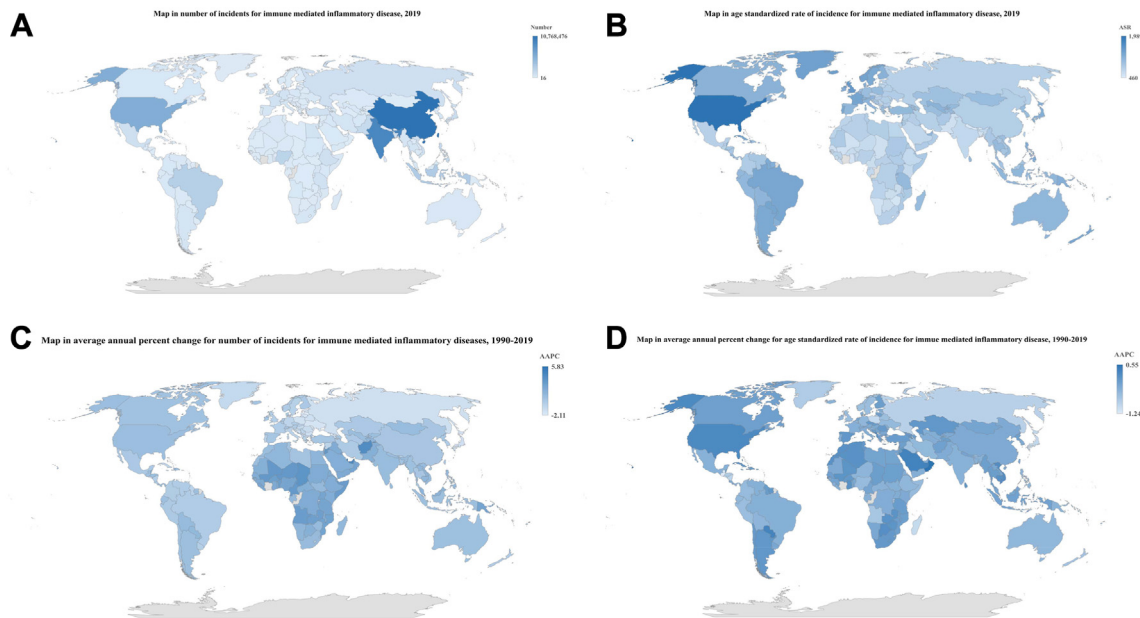 A
Map in number of incidents for immune mediated inflammatory disease, 2019
Number
10,768,476
16
B
Map in age standardized rate of incidence for immune mediated inflammatory disease, 2019
ASR
1,98
460
C
Map in average annual percent change for number of incidents for immune mediated inflammatory diseases, 1990-2019
AAPC
5.83
-2.11
D
Map in average annual percent change for age standardized rate of incidence for immue mediated inflammatory disease, 1990-2019
AAPC
0.55
-1.24